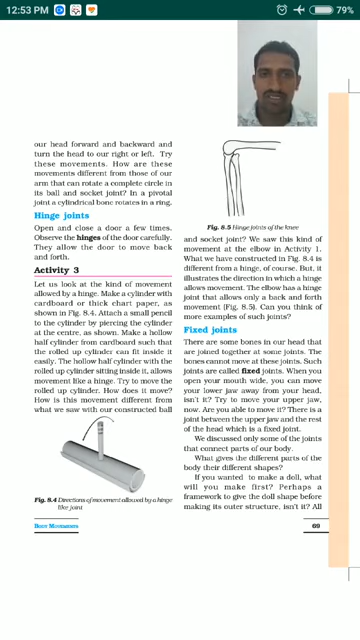 12:53 PM
79%
our head forward and backward and
turn the head to our right or left. Try
these movements. How are these
movements different from those of our
arm that can rotate a complete circle in
its ball and socket joint? In a pivotal
joint a cylindrical bone rotates in a ring.
Hinge joints
Open and close a door a few times.
Observe the hinges of the door carefully.
They allow the door to move back
and forth.
Activity 3
Let us look at the kind of movement
allowed by a hinge. Make a cylinder with
cardboard or thick chart paper, as
shown in Fig. 8.4. Attach a small pencil
to the cylinder by piercing the cylinder
at the centre, as shown. Make a hollow
half cylinder from cardboard such that
the rolled up cylinder can fit inside it
easily. The hollow half cylinder with the
rolled up cylinder sitting inside it, allows
movement like a hinge. Try to move the
rolled up cylinder. How does it move?
How is this movement different from
what we saw with our constructed ball
Fig. 8.4 Directions of movement allowed by a hinge
like joint
Fig. 8.5 Hinge joints of the knee
and socket joint? We saw this kind of
movement at the elbow in Activity 1.
What we have constructed in Fig. 8.4 is
different from a hinge, of course. But, it
illustrates the direction in which a hinge
allows movement. The elbow has a hinge
joint that allows only a back and forth
movement (Fig. 8.5). Can you think of
more examples of such joints?
Fixed joints
There are some bones in our head that
are joined together at some joints. The
bones cannot move at these joints. Such
joints are called fixed joints. When you
open your mouth wide, you can move
your lower jaw away from your head,
isn't it? Try to move your upper jaw,
now. Are you able to move it? There is a
joint between the upper jaw and the rest
of the head which is a fixed joint.
We discussed only some of the joints
that connect parts of our body.
What gives the different parts of the
body their different shapes?
If you wanted to make a doll, what
will you make first? Perhaps a
framework to give the doll shape before
making its outer structure, isn't it? All
Body Movements
69